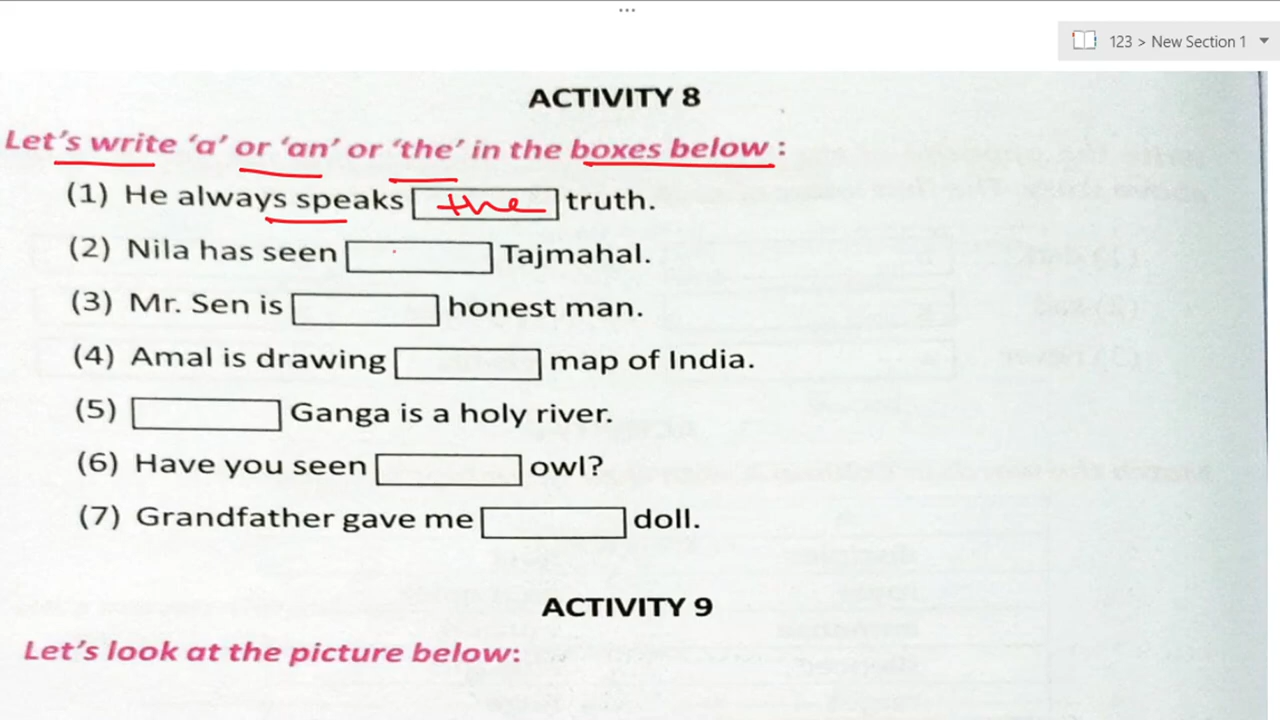 ...
123 > New Section 1
ACTIVITY 8
Let's write 'a' or 'an' or 'the' in the boxes below :
(1) He always speaks the truth.
(2) Nila has seen Tajmahal.
(3) Mr. Sen is honest man.
(4) Amal is drawing map of India.
(5) Ganga is a holy river.
(6) Have you seen owl?
(7) Grandfather gave me doll.
ACTIVITY 9
Let's look at the picture below: